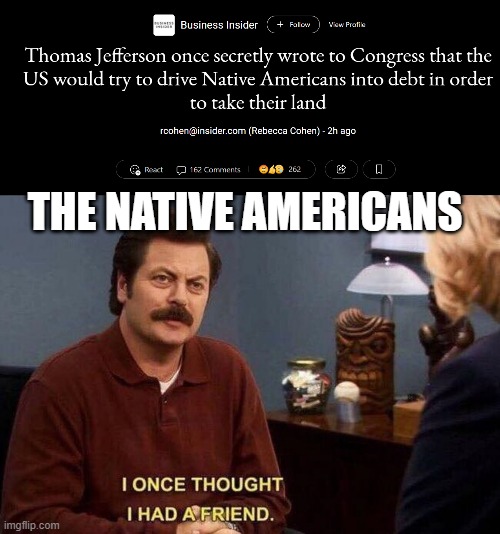 BUSINESS INSIDER
Business Insider + Follow View Profile
Thomas Jefferson once secretly wrote to Congress that the
US would try to drive Native Americans into debt in order
to take their land
rcohen@insider.com (Rebecca Cohen) - 2h ago
React 162 Comments 262
THE NATIVE AMERICANS
I ONCE THOUGHT
I HAD A FRIEND.
imgflip.com